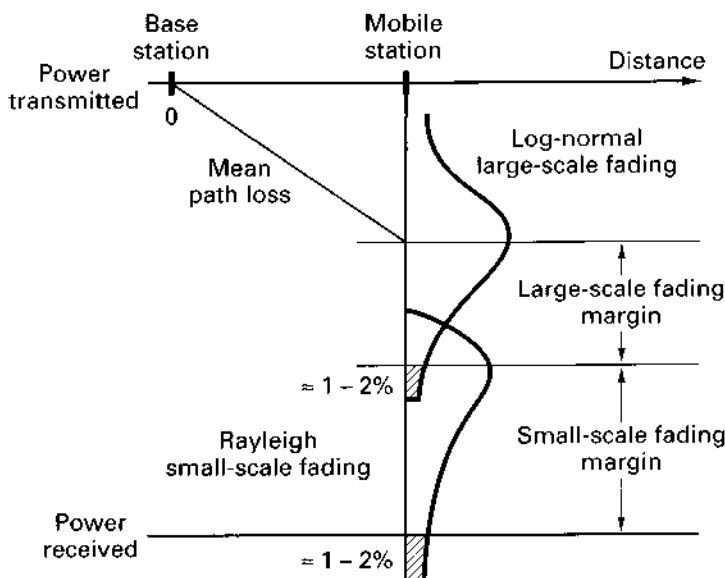 Base
station
Mobile
station
Distance
Power
transmitted
0
Log-normal
large-scale fading
Mean
path loss
Large-scale fading
margin
≈ 1 – 2%
Rayleigh
small-scale fading
Small-scale fading
margin
Power
received
≈ 1 – 2%